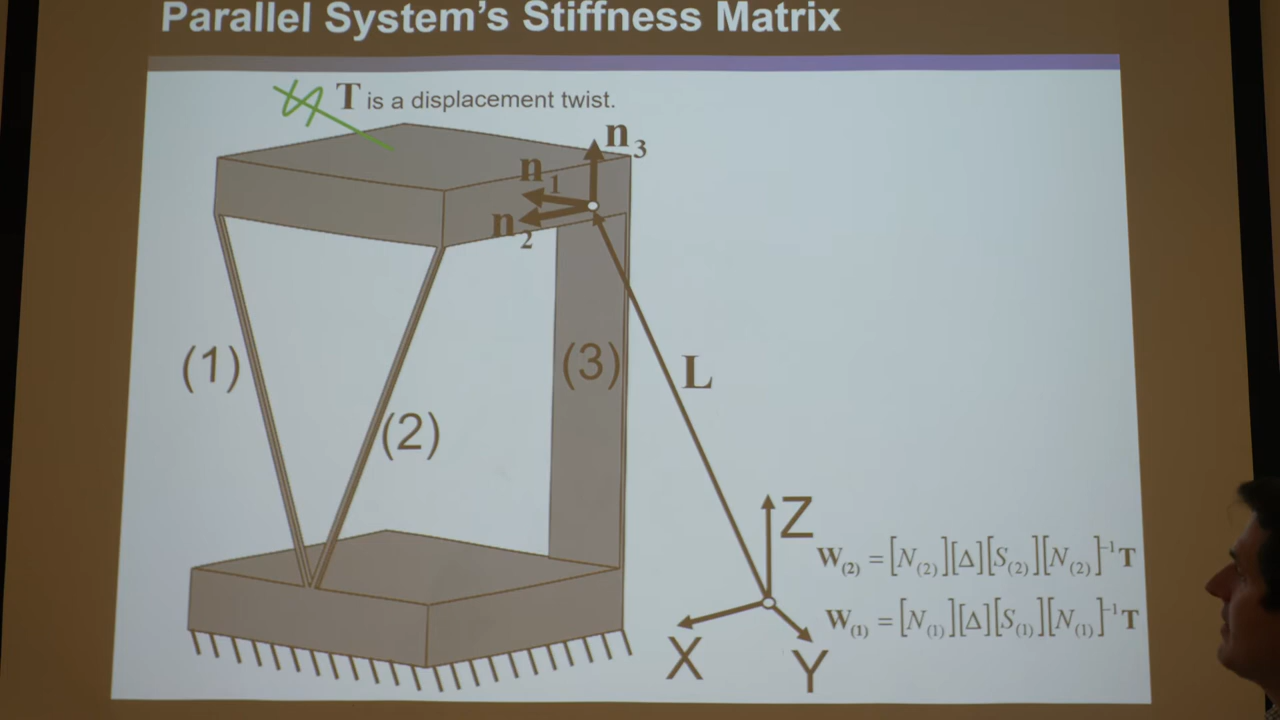 Parallel System's Stiffness Matrix
T is a displacement twist.
n₃
n₁
n₂
(1)
(2)
(3)
L
Z
X
Y
W₍₂₎ = [N₍₂₎][Δ][S₍₂₎][N₍₂₎]⁻¹T
W₍₁₎ = [N₍₁₎][Δ][S₍₁₎][N₍₁₎]⁻¹T